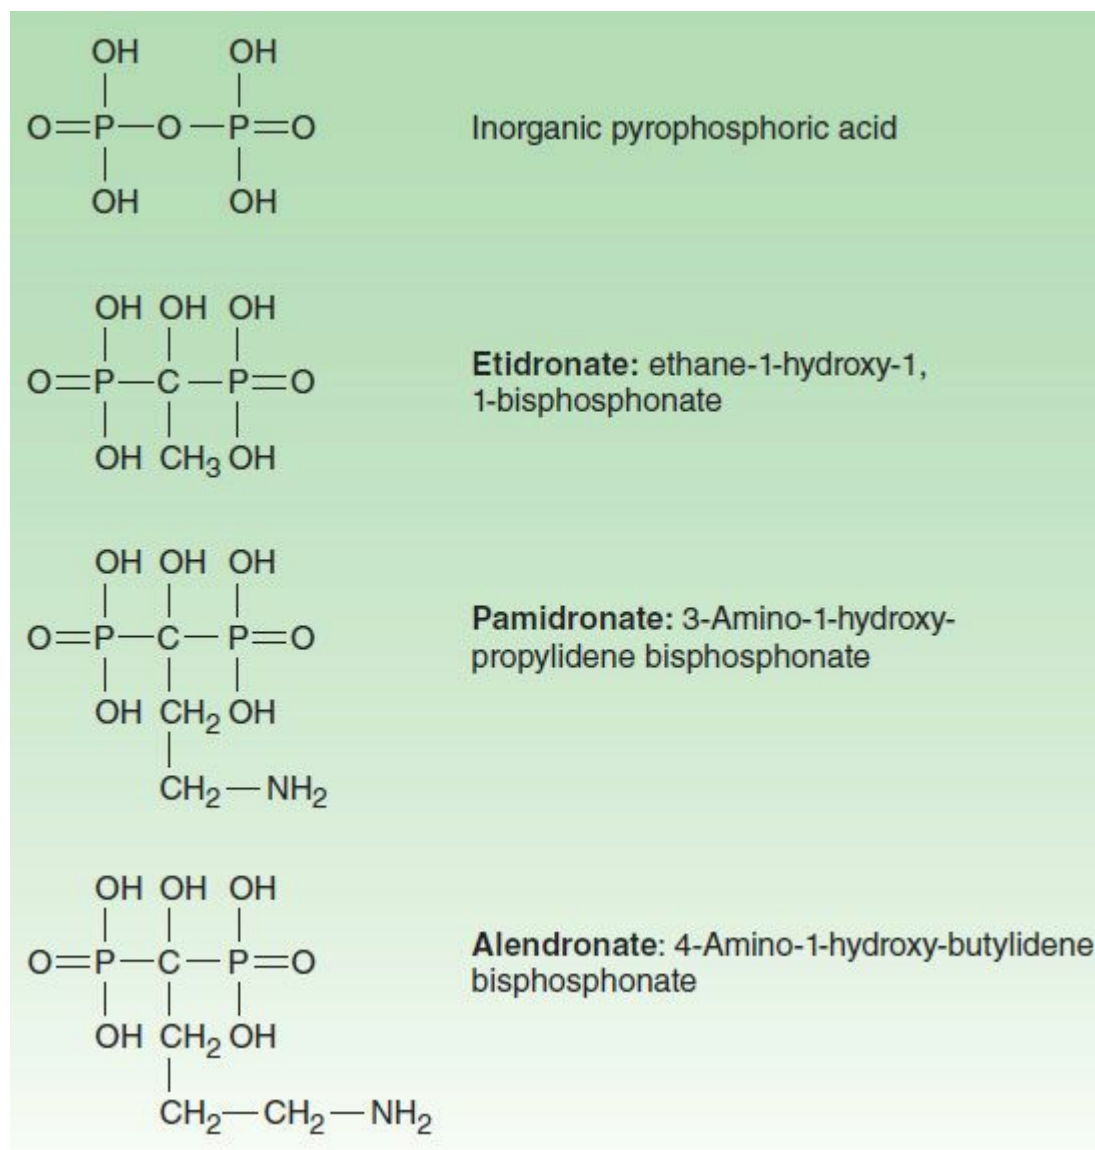 OH OH
O=P—O—P=O Inorganic pyrophosphoric acid
OH OH
OH OH OH
Etidronate: ethane-1-hydroxy-1,
O=P—C—P=O
1-bisphosphonate
OH CH₃ OH
OH OH OH
Pamidronate: 3-Amino-1-hydroxy-
O=P—C—P=O
propylidene bisphosphonate
OH CH₂ OH
CH₂—NH₂
OH OH OH
Alendronate: 4-Amino-1-hydroxy-butylidene
O=P—C—P=O
bisphosphonate
OH CH₂ OH
CH₂—CH₂—NH₂